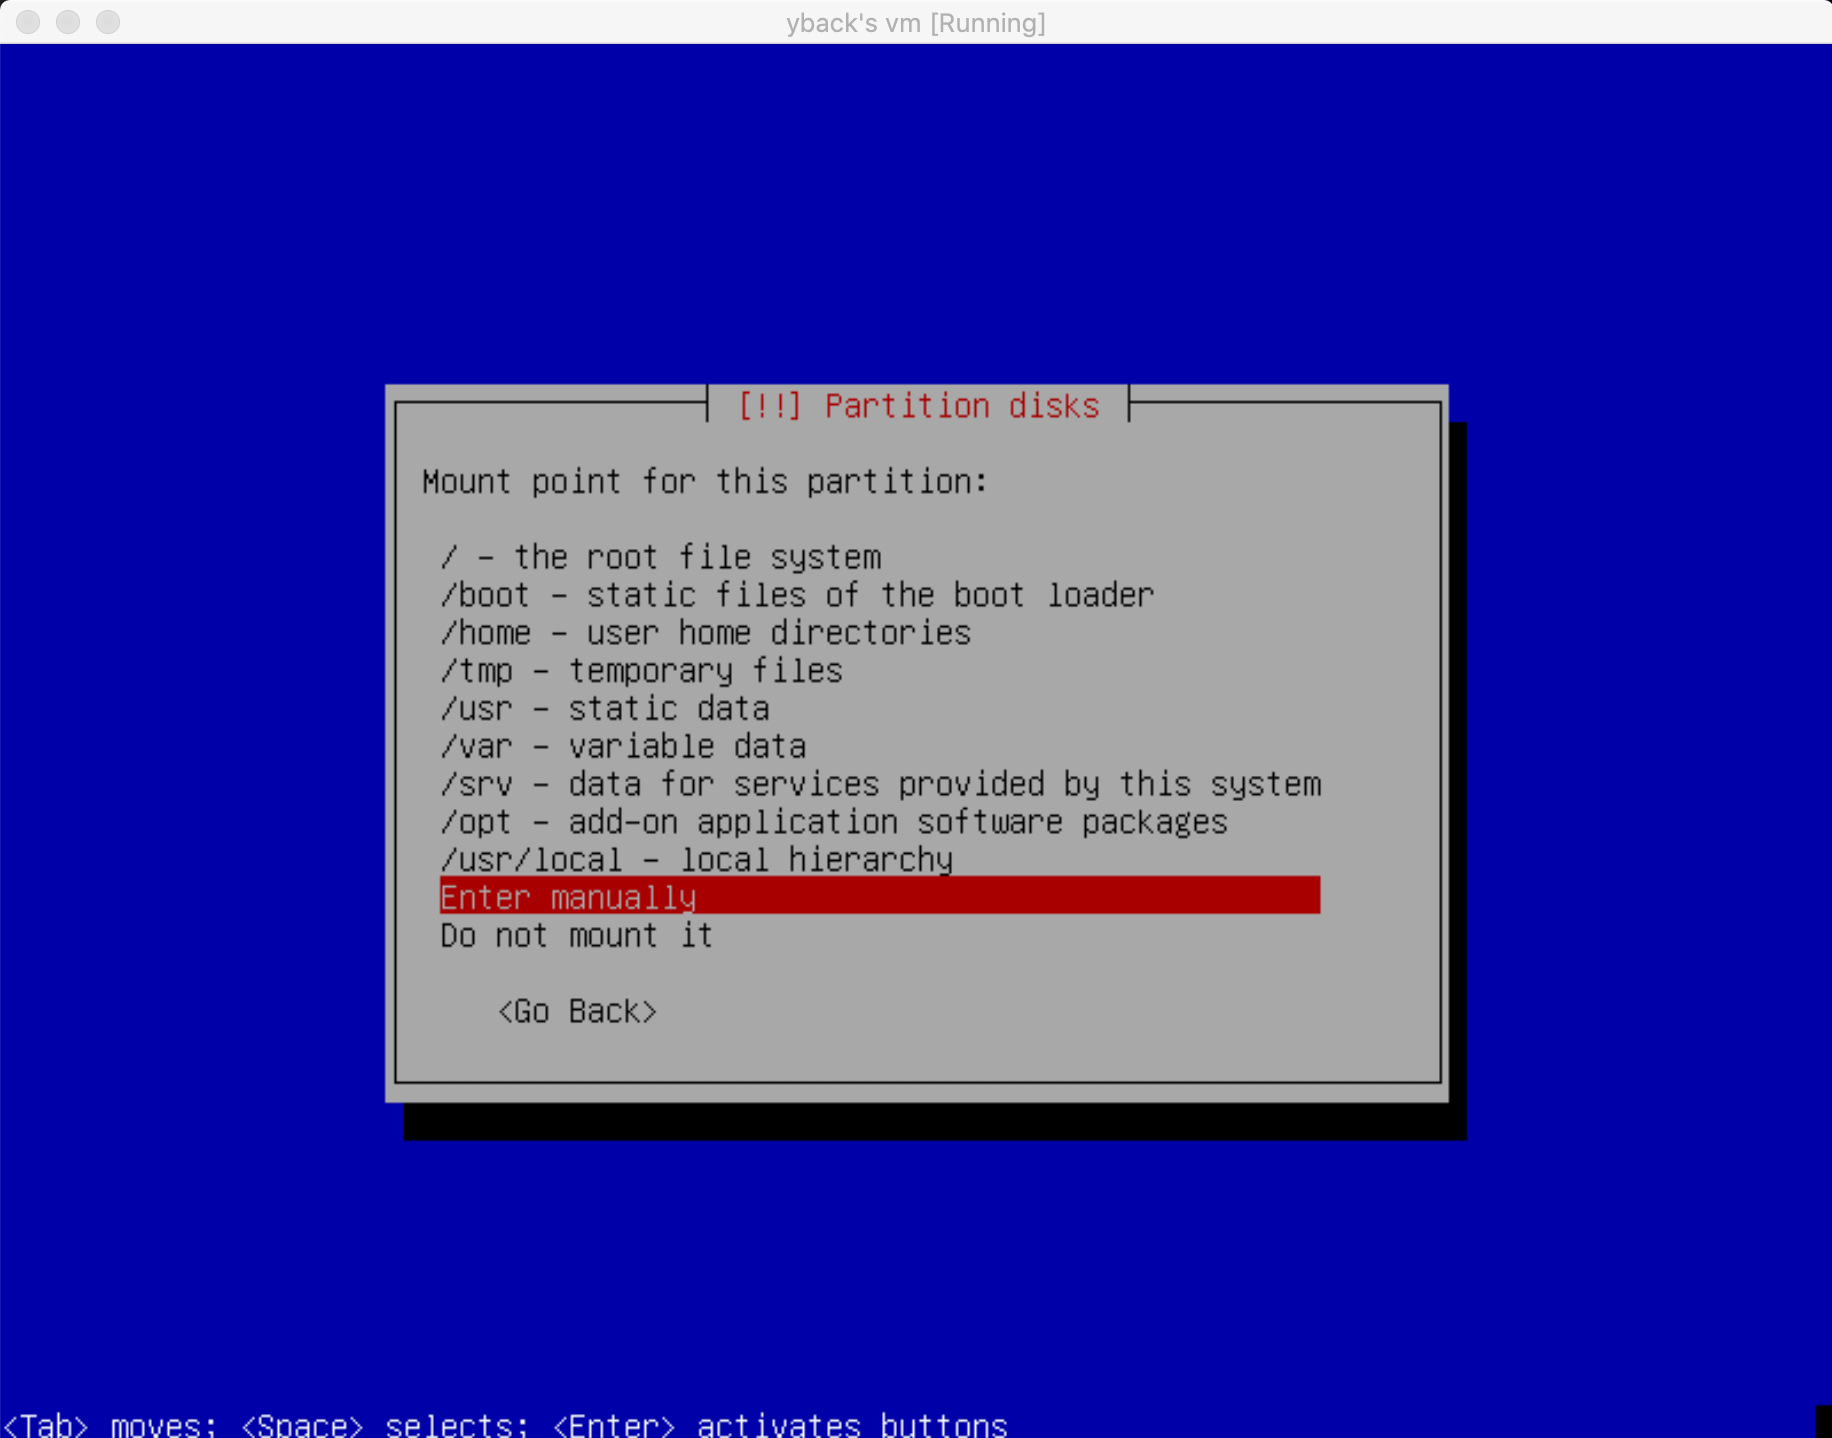 yback's vm [Running]
[!!] Partition disks
Mount point for this partition:
/ – the root file system
/boot – static files of the boot loader
/home – user home directories
/tmp – temporary files
/usr – static data
/var – variable data
/srv – data for services provided by this system
/opt – add-on application software packages
/usr/local – local hierarchy
Enter manually
Do not mount it
<Go Back>
<Tab> moves; <Space> selects; <Enter> activates buttons